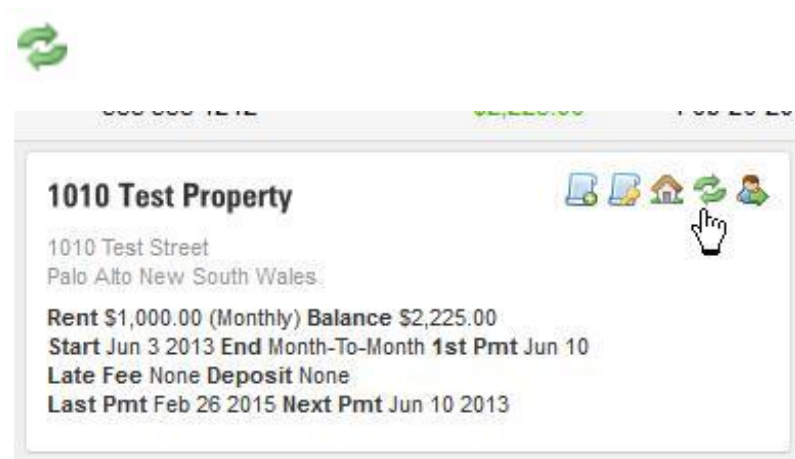 1010 Test Property
1010 Test Street
Palo Alto New South Wales
Rent $1,000.00 (Monthly) Balance $2,225.00
Start Jun 3 2013 End Month-To-Month 1st Pmt Jun 10
Late Fee None Deposit None
Last Pmt Feb 26 2015 Next Pmt Jun 10 2013